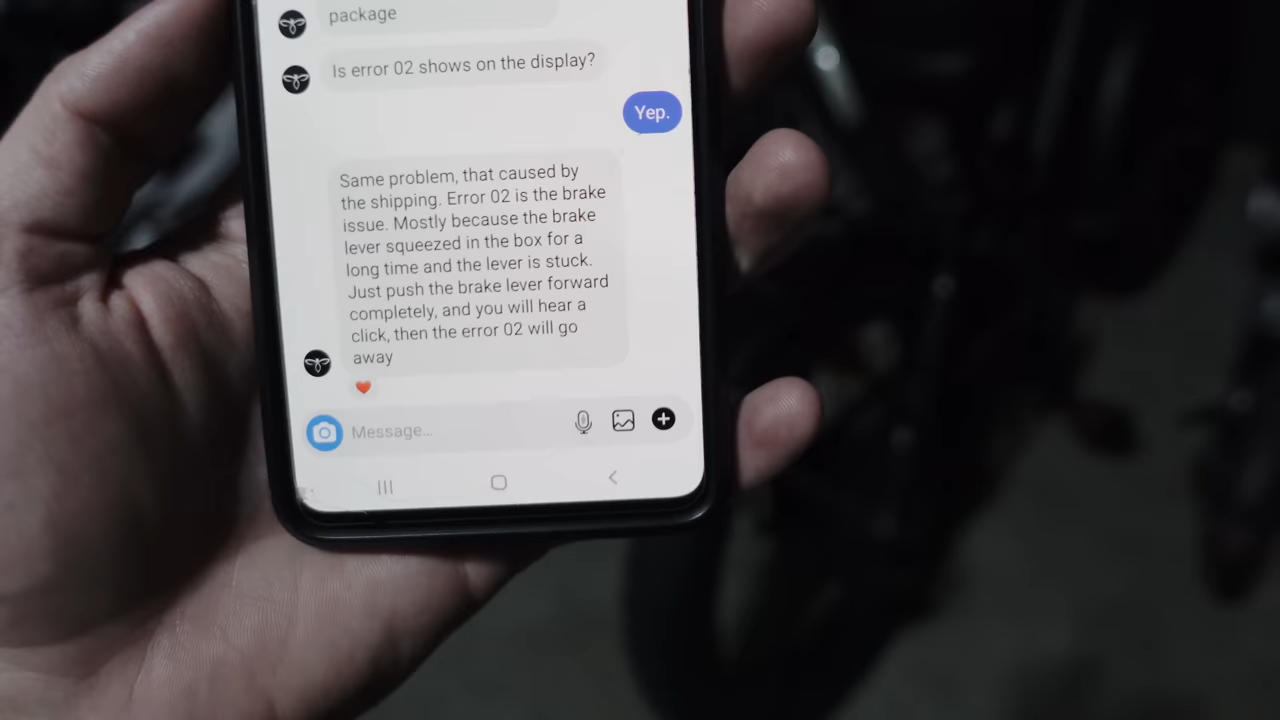 package
Is error 02 shows on the display?
Yep.
Same problem, that caused by
the shipping. Error 02 is the brake
issue. Mostly because the brake
lever squeezed in the box for a
long time and the lever is stuck.
Just push the brake lever forward
completely, and you will hear a
click, then the error 02 will go
away
Message...